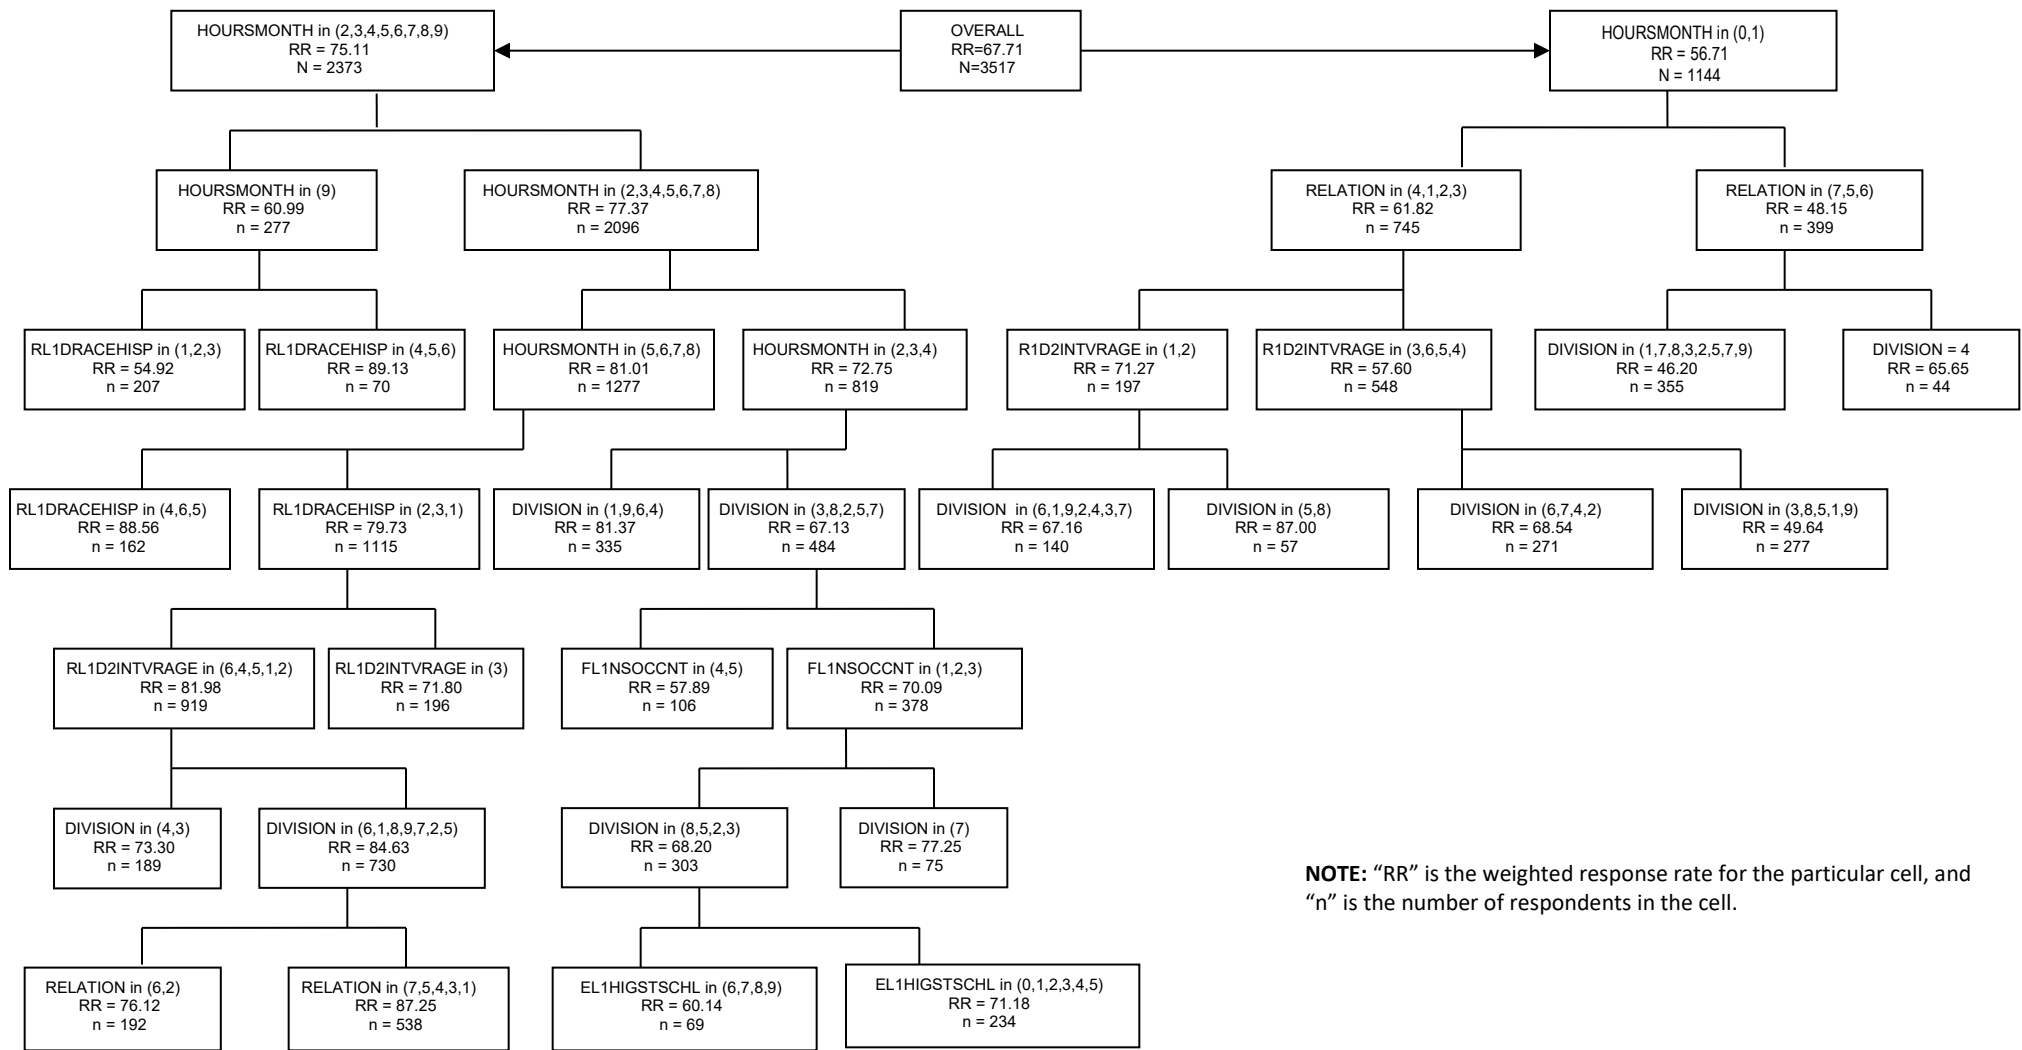 HOURSMONTH in (2,3,4,5,6,7,8,9)
RR = 75.11
N = 2373
OVERALL
RR=67.71
N=3517
HOURSMONTH in (0,1)
RR = 56.71
N = 1144
HOURSMONTH in (9)
RR = 60.99
n = 277
HOURSMONTH in (2,3,4,5,6,7,8)
RR = 77.37
n = 2096
RELATION in (4,1,2,3)
RR = 61.82
n = 745
RELATION in (7,5,6)
RR = 48.15
n = 399
RL1DRACEHISP in (1,2,3)
RR = 54.92
n = 207
RL1DRACEHISP in (4,5,6)
RR = 89.13
n = 70
HOURSMONTH in (5,6,7,8)
RR = 81.01
n = 1277
HOURSMONTH in (2,3,4)
RR = 72.75
n = 819
R1D2INTVRAGE in (1,2)
RR = 71.27
n = 197
R1D2INTVRAGE in (3,6,5,4)
RR = 57.60
n = 548
DIVISION in (1,7,8,3,2,5,7,9)
RR = 46.20
n = 355
DIVISION = 4
RR = 65.65
n = 44
RL1DRACEHISP in (4,6,5)
RR = 88.56
n = 162
RL1DRACEHISP in (2,3,1)
RR = 79.73
n = 1115
DIVISION in (1,9,6,4)
RR = 81.37
n = 335
DIVISION in (3,8,2,5,7)
RR = 67.13
n = 484
DIVISION in (6,1,9,2,4,3,7)
RR = 67.16
n = 140
DIVISION in (5,8)
RR = 87.00
n = 57
DIVISION in (6,7,4,2)
RR = 68.54
n = 271
DIVISION in (3,8,5,1,9)
RR = 49.64
n = 277
RL1D2INTVRAGE in (6,4,5,1,2)
RR = 81.98
n = 919
RL1D2INTVRAGE in (3)
RR = 71.80
n = 196
FL1NSOCCNT in (4,5)
RR = 57.89
n = 106
FL1NSOCCNT in (1,2,3)
RR = 70.09
n = 378
DIVISION in (4,3)
RR = 73.30
n = 189
DIVISION in (6,1,8,9,7,2,5)
RR = 84.63
n = 730
DIVISION in (8,5,2,3)
RR = 68.20
n = 303
DIVISION in (7)
RR = 77.25
n = 75
NOTE: “RR” is the weighted response rate for the particular cell, and
“n” is the number of respondents in the cell.
RELATION in (6,2)
RR = 76.12
n = 192
RELATION in (7,5,4,3,1)
RR = 87.25
n = 538
EL1HIGSTSCHL in (6,7,8,9)
RR = 60.14
n = 69
EL1HIGSTSCHL in (0,1,2,3,4,5)
RR = 71.18
n = 234